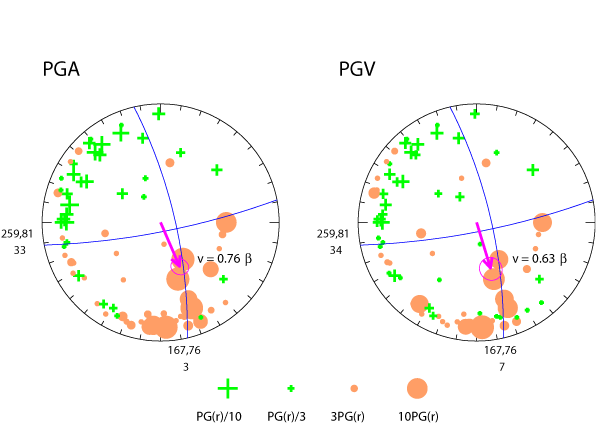 PGA
PGV
259,81
33
v = 0.76 β
167,76
3
259,81
34
v = 0.63 β
167,76
7
PG(r)/10
PG(r)/3
3PG(r)
10PG(r)